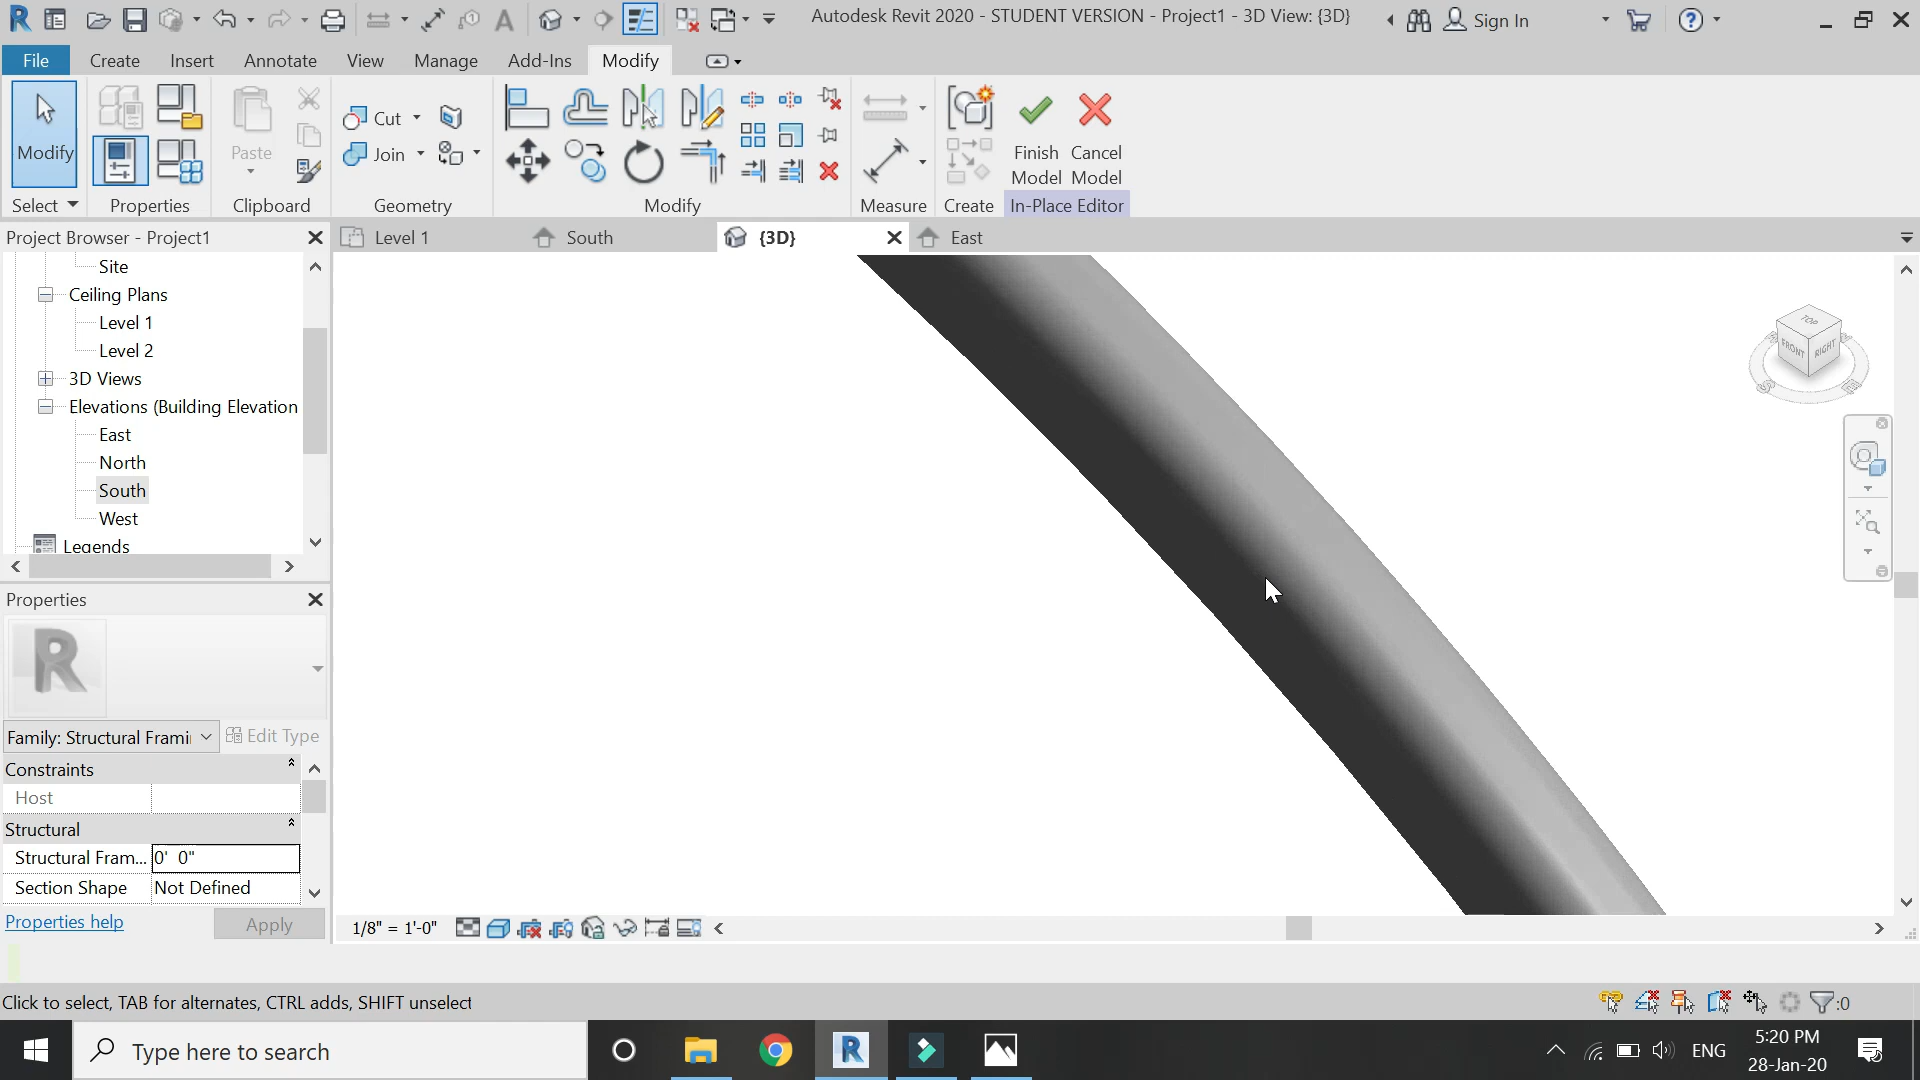 Autodesk Revit 2020 - STUDENT VERSION - Project1 - 3D View: {3D}
Sign In
File
Create
Insert
Annotate
View
Manage
Add-Ins
Modify
Modify
Paste
Cut
Join
Finish
Model
Cancel
Model
Select
Properties
Clipboard
Geometry
Modify
Measure
Create
In-Place Editor
Project Browser - Project1
Level 1
South
{3D}
East
Site
Ceiling Plans
Level 1
Level 2
3D Views
Elevations (Building Elevation
East
North
South
West
Legends
TOP
FRONT
RIGHT
S
E
Properties
R
Family: Structural Frami
Edit Type
Constraints
Host
Structural
Structural Fram...
0' 0"
Section Shape
Not Defined
Properties help
Apply
1/8" = 1'-0"
Click to select, TAB for alternates, CTRL adds, SHIFT unselect
:0
Type here to search
ENG
5:20 PM
28-Jan-20